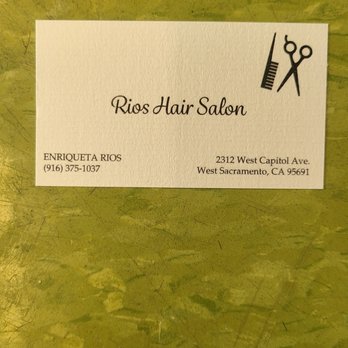 Rios Hair Salon
ENRIQUETA RIOS
(916) 375-1037
2312 West Capitol Ave.
West Sacramento, CA 95691